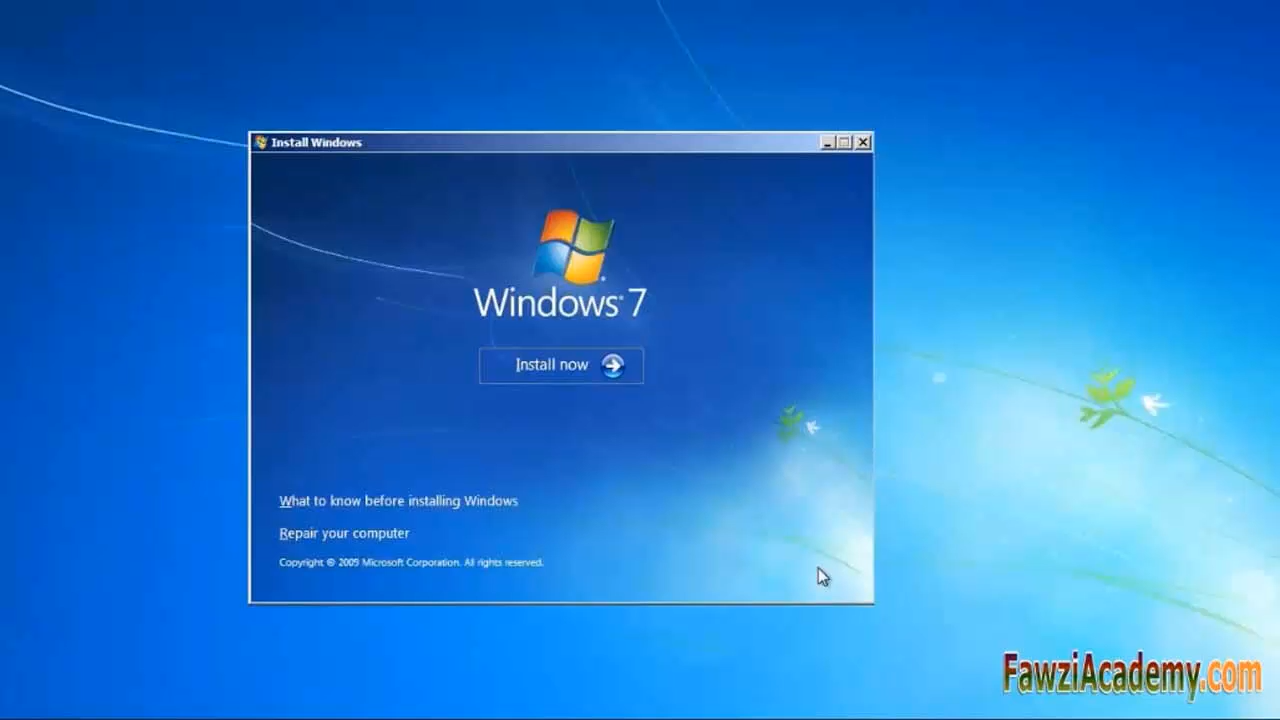 Install Windows
Windows 7
Install now
What to know before installing Windows
Repair your computer
Copyright © 2009 Microsoft Corporation. All rights reserved.
FawziAcademy.com